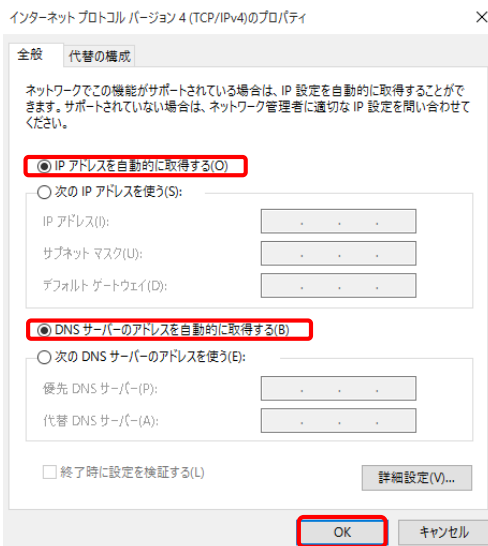 インターネット プロトコル バージョン 4 (TCP/IPv4)のプロパティ
全般
代替の構成
ネットワークでこの機能がサポートされている場合は、IP 設定を自動的に取得することがで
きます。サポートされていない場合は、ネットワーク管理者に適切な IP 設定を問い合わせて
ください。
IP アドレスを自動的に取得する(O)
次の IP アドレスを使う(S):
IP アドレス(I):
サブネット マスク(U):
デフォルト ゲートウェイ(D):
DNS サーバーのアドレスを自動的に取得する(B)
次の DNS サーバーのアドレスを使う(E):
優先 DNS サーバー(P):
代替 DNS サーバー(A):
終了時に設定を検証する(L)
詳細設定(V)...
OK
キャンセル